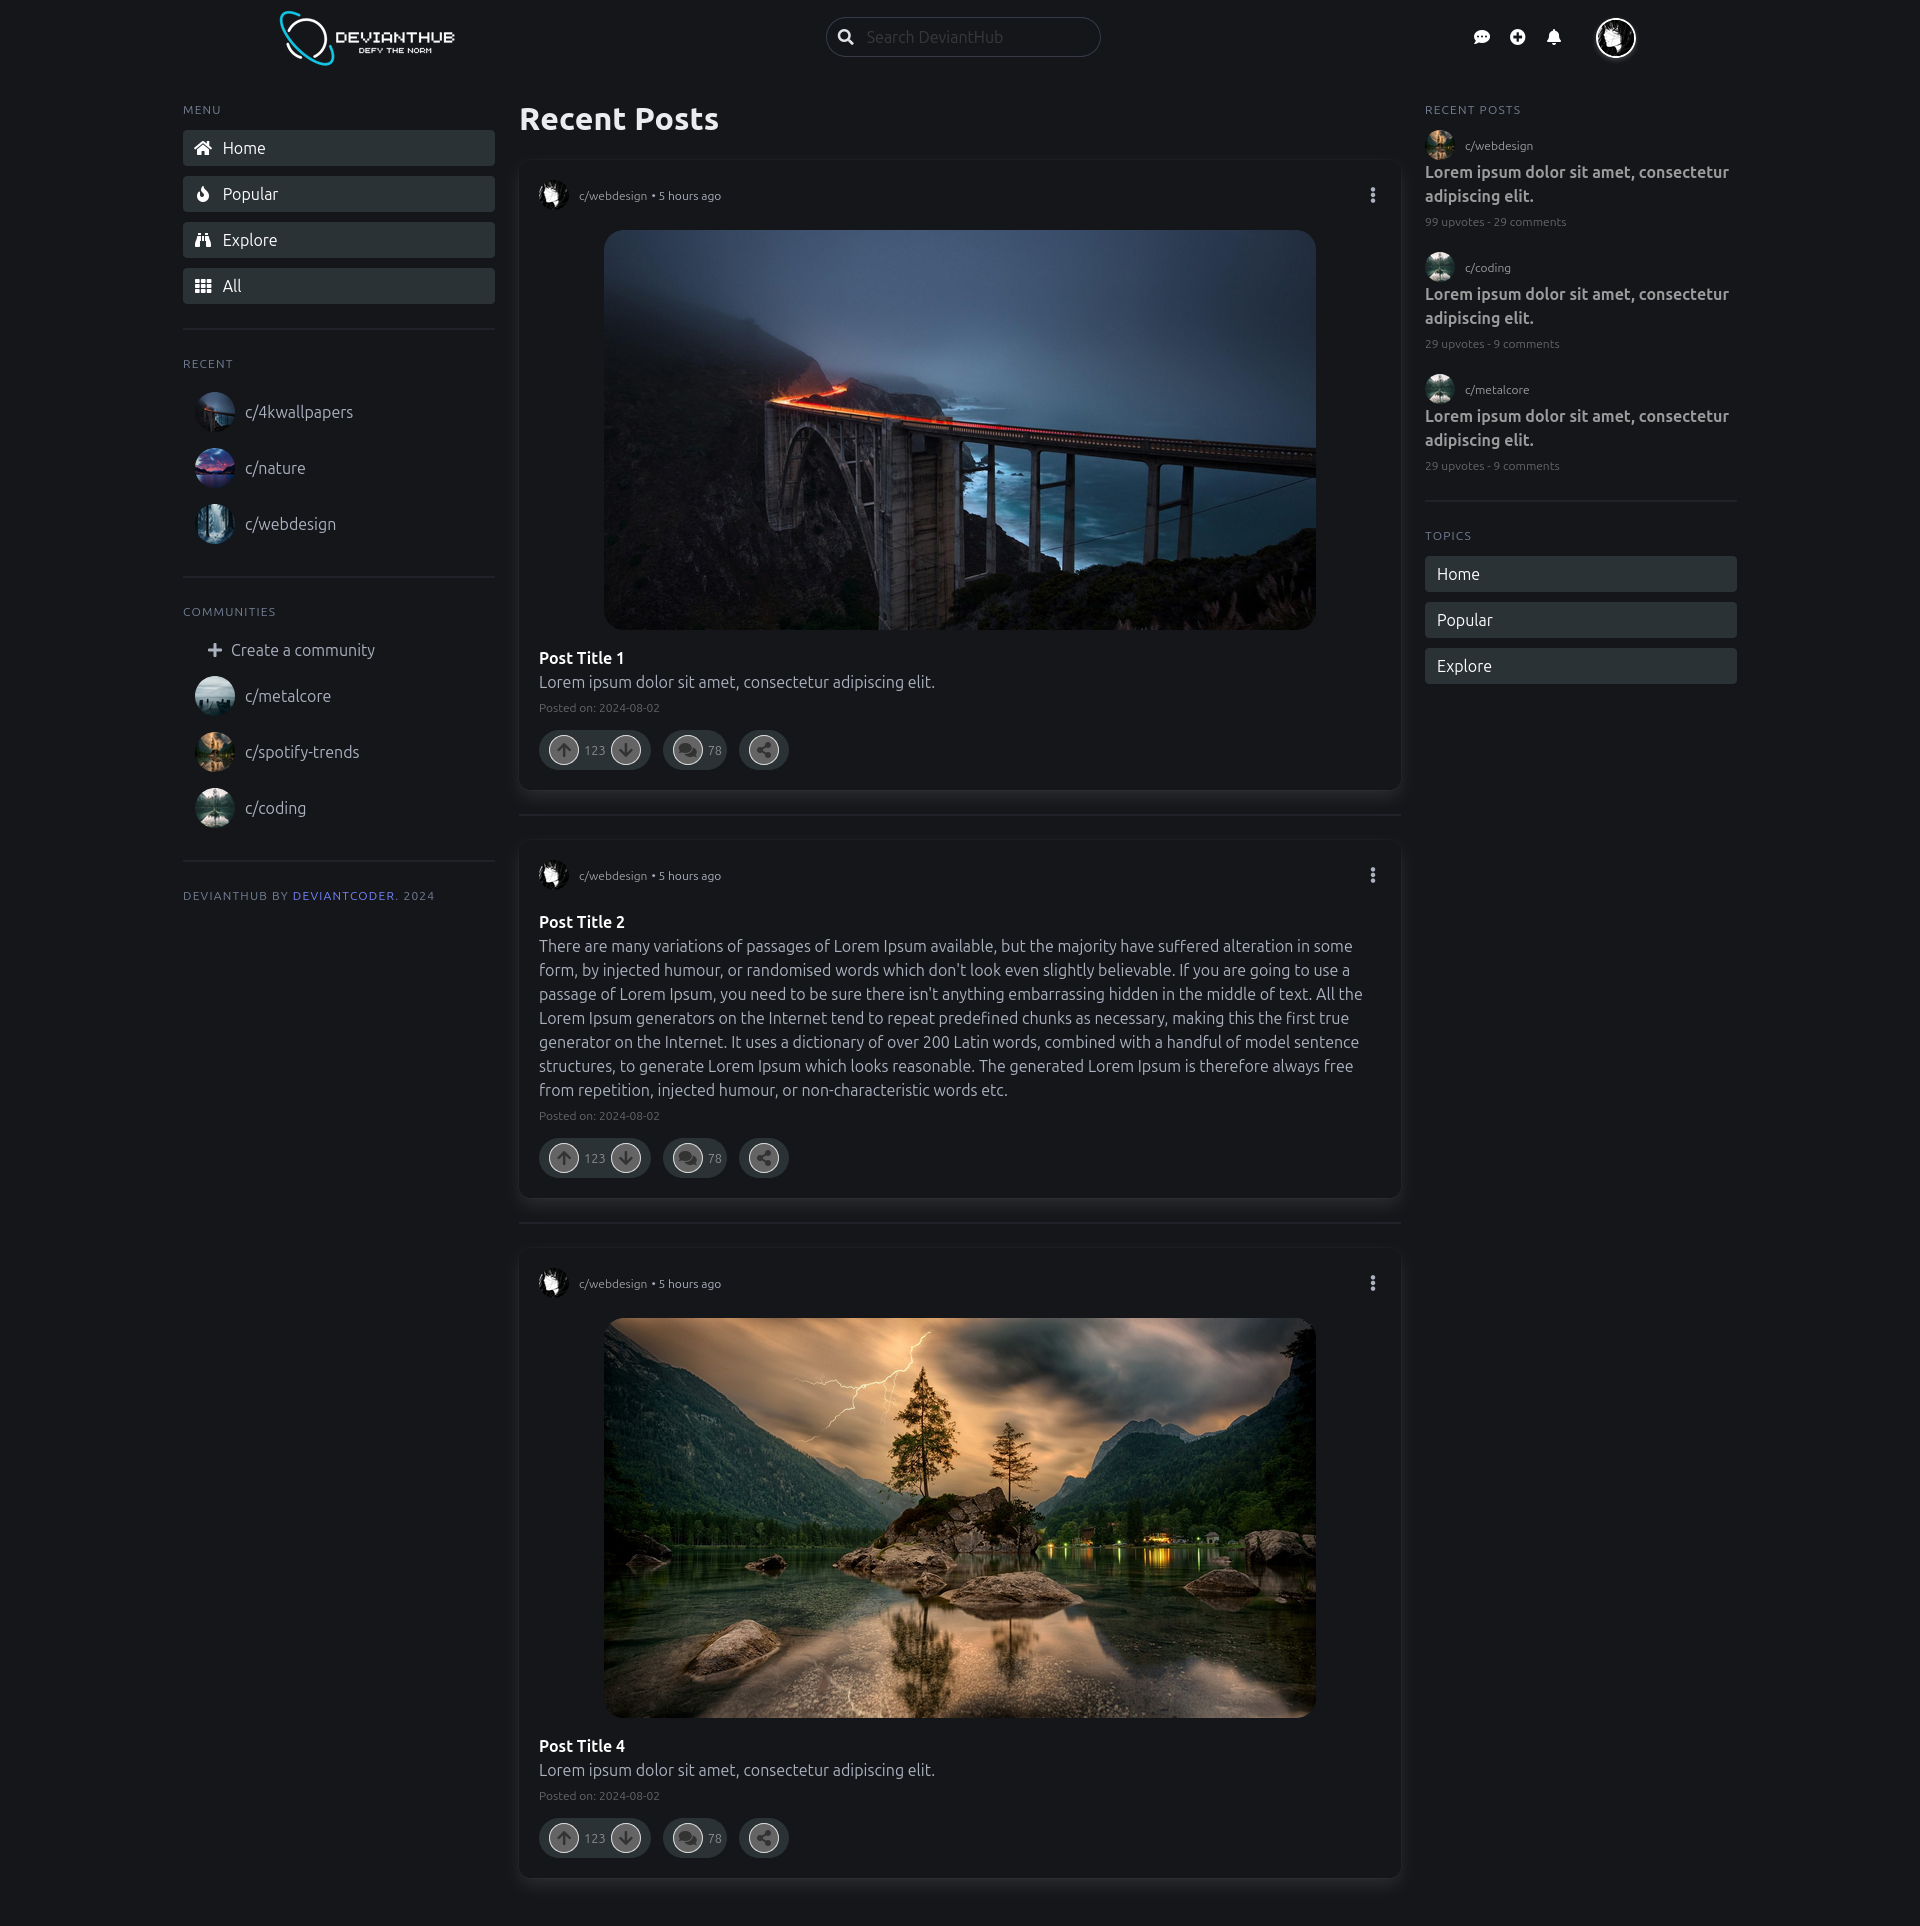 DEVIANTHUB
DEFY THE NORM
Search DeviantHub
MENU
Home
Popular
Explore
All
RECENT
c/4kwallpapers
c/nature
c/webdesign
COMMUNITIES
Create a community
c/metalcore
c/spotify-trends
c/coding
DEVIANTHUB BY DEVIANTCODER. 2024
Recent Posts
c/webdesign • 5 hours ago
Post Title 1
Lorem ipsum dolor sit amet, consectetur adipiscing elit.
Posted on: 2024-08-02
123 78
c/webdesign • 5 hours ago
Post Title 2
There are many variations of passages of Lorem Ipsum available, but the majority have suffered alteration in some
form, by injected humour, or randomised words which don't look even slightly believable. If you are going to use a
passage of Lorem Ipsum, you need to be sure there isn't anything embarrassing hidden in the middle of text. All the
Lorem Ipsum generators on the Internet tend to repeat predefined chunks as necessary, making this the first true
generator on the Internet. It uses a dictionary of over 200 Latin words, combined with a handful of model sentence
structures, to generate Lorem Ipsum which looks reasonable. The generated Lorem Ipsum is therefore always free
from repetition, injected humour, or non-characteristic words etc.
Posted on: 2024-08-02
123 78
c/webdesign • 5 hours ago
Post Title 4
Lorem ipsum dolor sit amet, consectetur adipiscing elit.
Posted on: 2024-08-02
123 78
RECENT POSTS
c/webdesign
Lorem ipsum dolor sit amet, consectetur
adipiscing elit.
99 upvotes - 29 comments
c/coding
Lorem ipsum dolor sit amet, consectetur
adipiscing elit.
29 upvotes - 9 comments
c/metalcore
Lorem ipsum dolor sit amet, consectetur
adipiscing elit.
29 upvotes - 9 comments
TOPICS
Home
Popular
Explore